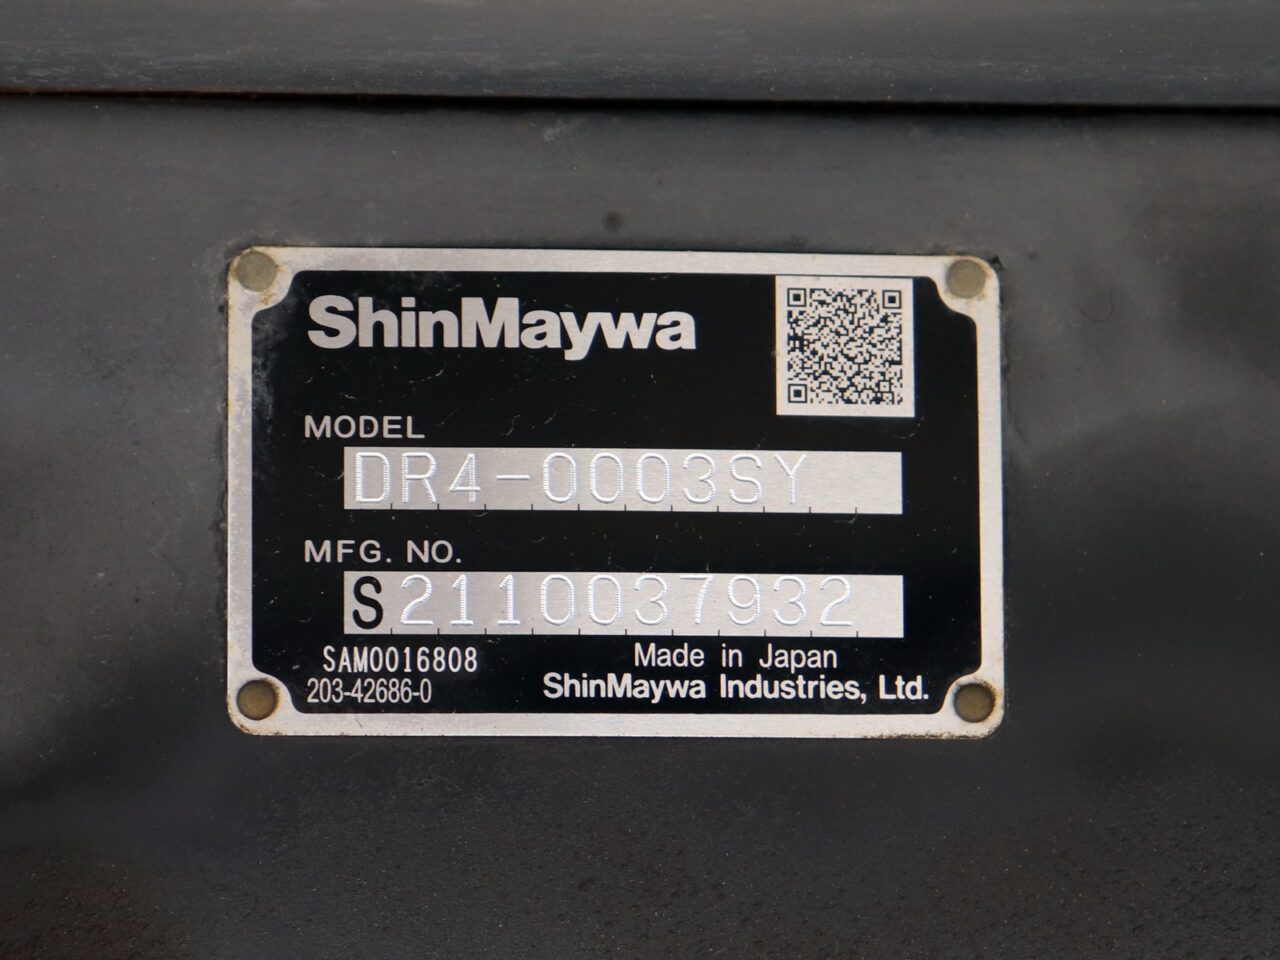 ShinMaywa
MODEL
DR4-0003SY
MFG. NO.
S2110037932
SAM0016808
203-42686-0
Made in Japan
ShinMaywa Industries, Ltd.